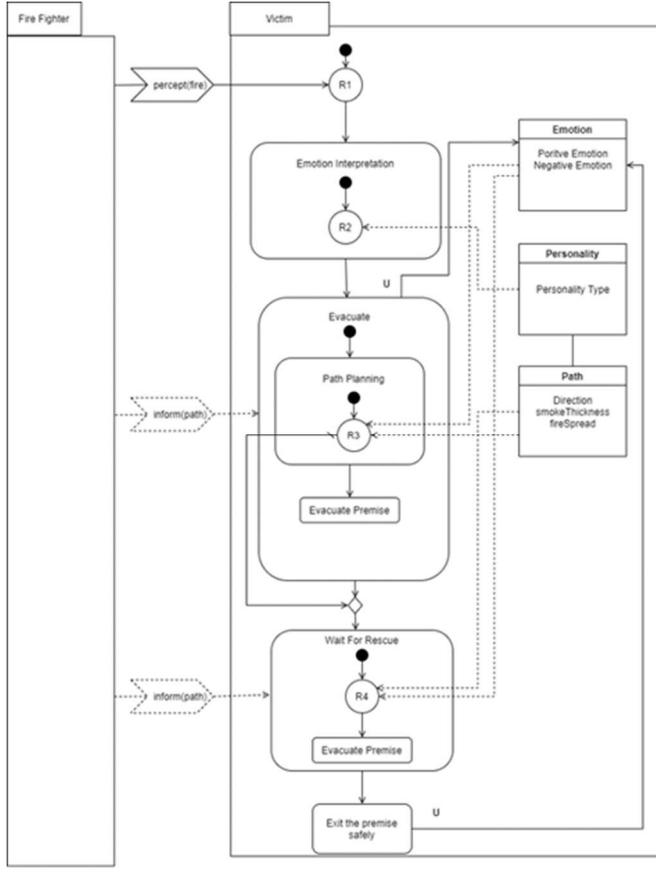 Fire Fighter
Victim
percept(fire)
R1
Emotion Interpretation
R2
Emotion
Poritve Emotion
Negative Emotion
Personality
Personality Type
U
Evacuate
Path Planning
R3
Evacuate Premise
inform(path)
Path
Direction
smokeThickness
fireSpread
Wait For Rescue
R4
Evacuate Premise
inform(path)
Exit the premise
safely
U